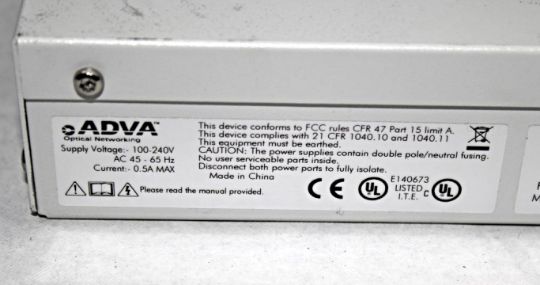 ADVA™
Optical Networking
Supply Voltage:- 100-240V
AC 45 - 65 Hz
Current:- 0.5A MAX
Please read the manual provided.
This device conforms to FCC rules CFR 47 Part 15 limit A.
This device complies with 21 CFR 1040.10 and 1040.11
This equipment must be earthed.
CAUTION: The power supplies contain double pole/neutral fusing.
No user serviceable parts inside.
Disconnect both power ports to fully isolate.
Made in China
CE UL E140673
LISTED C UL
I.T.E.